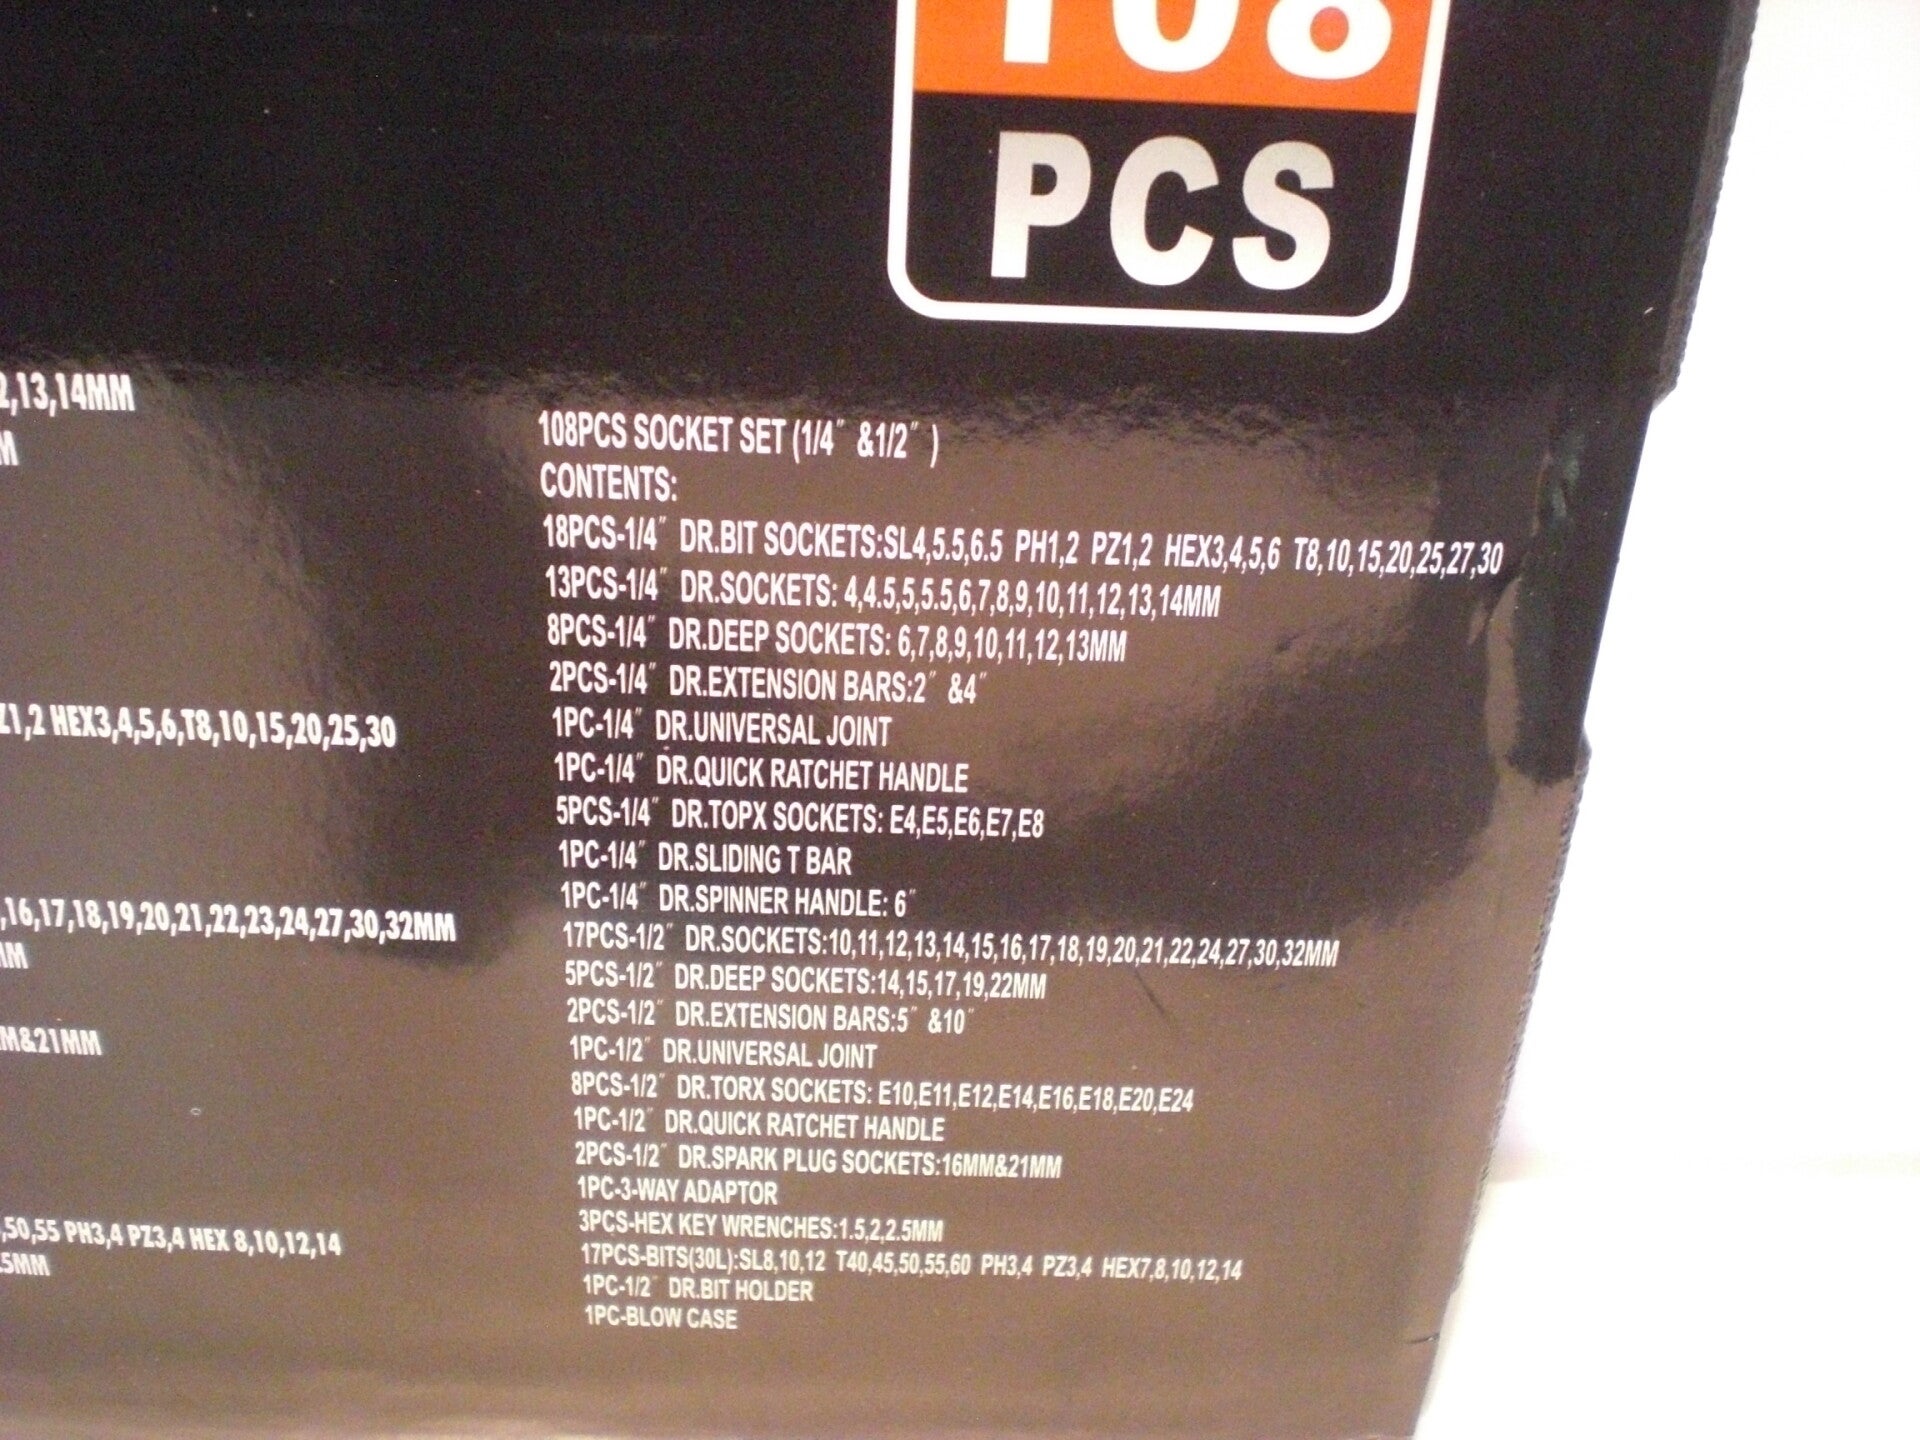 108
PCS
2,13,14MM
M
Z1,2 HEX3,4,5,6,T8,10,15,20,25,30
,16,17,18,19,20,21,22,23,24,27,30,32MM
MM
M&21MM
,50,55 PH3,4 PZ3,4 HEX 8,10,12,14
.5MM
108PCS SOCKET SET (1/4″ &1/2″ )
CONTENTS:
18PCS-1/4″ DR.BIT SOCKETS:SL4,5.5,6.5 PH1,2 PZ1,2 HEX3,4,5,6 T8,10,15,20,25,27,30
13PCS-1/4″ DR.SOCKETS: 4,4.5,5,5.5,6,7,8,9,10,11,12,13,14MM
8PCS-1/4″ DR.DEEP SOCKETS: 6,7,8,9,10,11,12,13MM
2PCS-1/4″ DR.EXTENSION BARS:2″ &4″
1PC-1/4″ DR.UNIVERSAL JOINT
1PC-1/4″ DR.QUICK RATCHET HANDLE
5PCS-1/4″ DR.TOPX SOCKETS: E4,E5,E6,E7,E8
1PC-1/4″ DR.SLIDING T BAR
1PC-1/4″ DR.SPINNER HANDLE: 6″
17PCS-1/2″ DR.SOCKETS:10,11,12,13,14,15,16,17,18,19,20,21,22,24,27,30,32MM
5PCS-1/2″ DR.DEEP SOCKETS:14,15,17,19,22MM
2PCS-1/2″ DR.EXTENSION BARS:5″ &10″
1PC-1/2″ DR.UNIVERSAL JOINT
8PCS-1/2″ DR.TORX SOCKETS: E10,E11,E12,E14,E16,E18,E20,E24
1PC-1/2″ DR.QUICK RATCHET HANDLE
2PCS-1/2″ DR.SPARK PLUG SOCKETS:16MM&21MM
1PC-3-WAY ADAPTOR
3PCS-HEX KEY WRENCHES:1.5,2,2.5MM
17PCS-BITS(30L):SL8,10,12 T40,45,50,55,60 PH3,4 PZ3,4 HEX7,8,10,12,14
1PC-1/2″ DR.BIT HOLDER
1PC-BLOW CASE